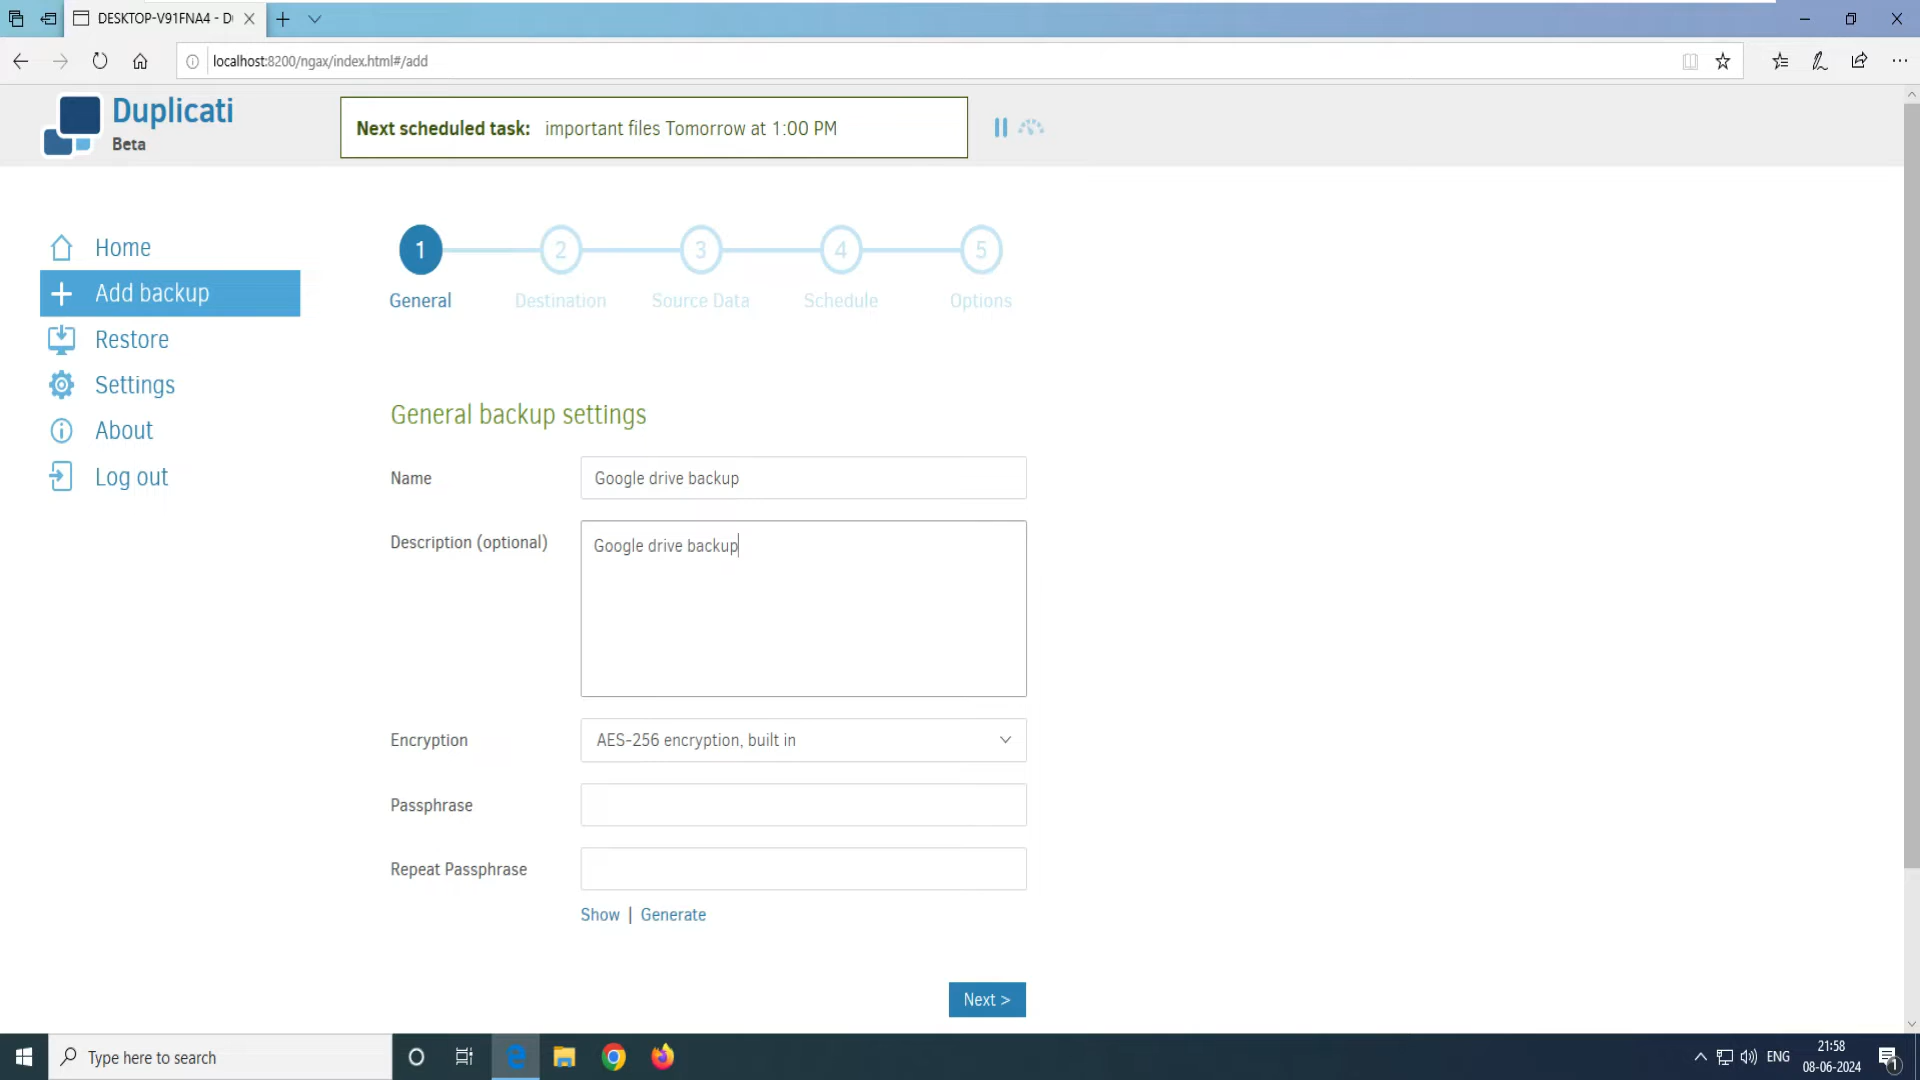 DESKTOP-V91FNA4 - D
localhost:8200/ngax/index.html#/add
Duplicati
Beta
Next scheduled task: important files Tomorrow at 1:00 PM
Home
Add backup
Restore
Settings
About
Log out
1
2
3
4
5
General
Destination
Source Data
Schedule
Options
General backup settings
Name
Google drive backup
Description (optional)
Google drive backup
Encryption
AES-256 encryption, built in
Passphrase
Repeat Passphrase
Show | Generate
Next >
Type here to search
ENG
21:58
08-06-2024
1